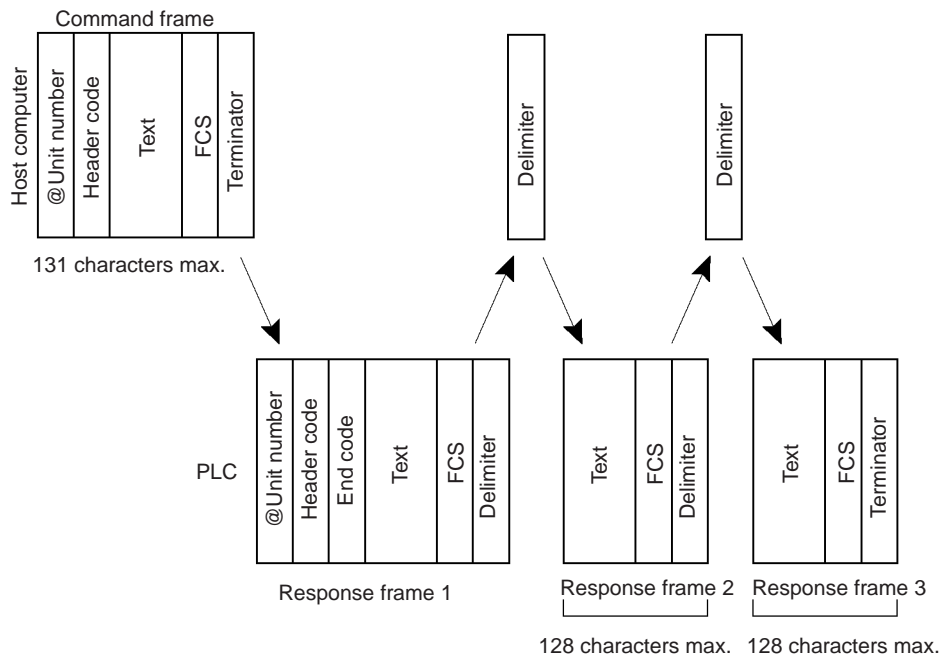 Command frame
Host computer
@Unit number
Header code
Text
FCS
Terminator
131 characters max.
Delimiter
Delimiter
PLC
@Unit number
Header code
End code
Text
FCS
Delimiter
Response frame 1
Text
FCS
Delimiter
Response frame 2
128 characters max.
Text
FCS
Terminator
Response frame 3
128 characters max.